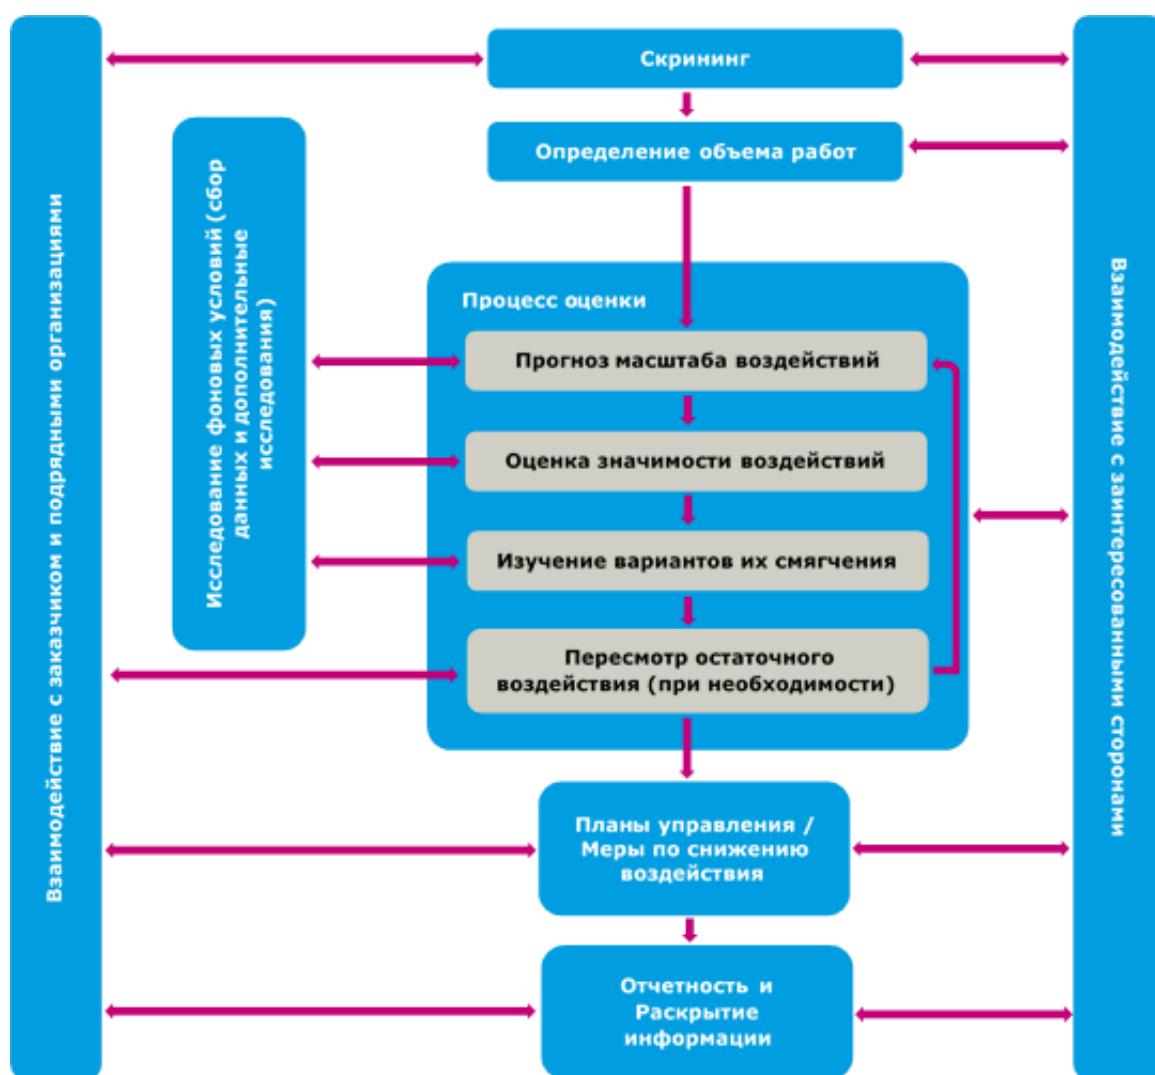 Скрининг
Определение объема работ
Взаимодействие с заказчиком и подрядными организациями
Исследование фоновых условий (сбор
данных и дополнительные
исследования)
Процесс оценки
Прогноз масштаба воздействий
Оценка значимости воздействий
Изучение вариантов их смягчения
Пересмотр остаточного
воздействия (при необходимости)
Взаимодействие с заинтересованными сторонами
Планы управления /
Меры по снижению
воздействия
Отчетность и
Раскрытие
информации